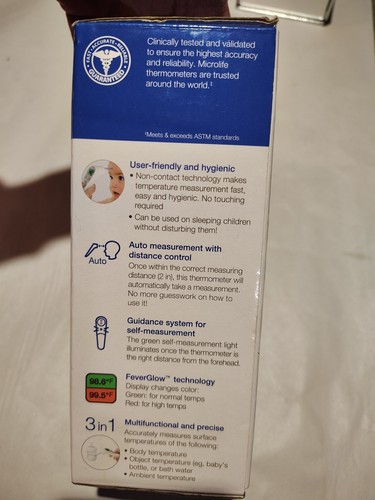 FAST · ACCURATE · RELIABLE
GUARANTEED
Clinically tested and validated
to ensure the highest accuracy
and reliability. Microlife
thermometers are trusted
around the world.‡
‡Meets & exceeds ASTM standards
User-friendly and hygienic
• Non-contact technology makes
temperature measurement fast,
easy and hygienic. No touching
required
• Can be used on sleeping children
without disturbing them!
Auto
Auto measurement with
distance control
Once within the correct measuring
distance (2 in), this thermometer will
automatically take a measurement.
No more guesswork on how to
use it!
Guidance system for
self-measurement
The green self-measurement light
illuminates once the thermometer is
the right distance from the forehead.
98.8°F
99.5°F
FeverGlow™ technology
Display changes color:
Green: for normal temps
Red: for high temps
3 in 1
Multifunctional and precise
Accurately measures surface
temperatures of the following:
• Body temperature
• Object temperature (eg. baby's
bottle, or bath water
• Ambient temperature